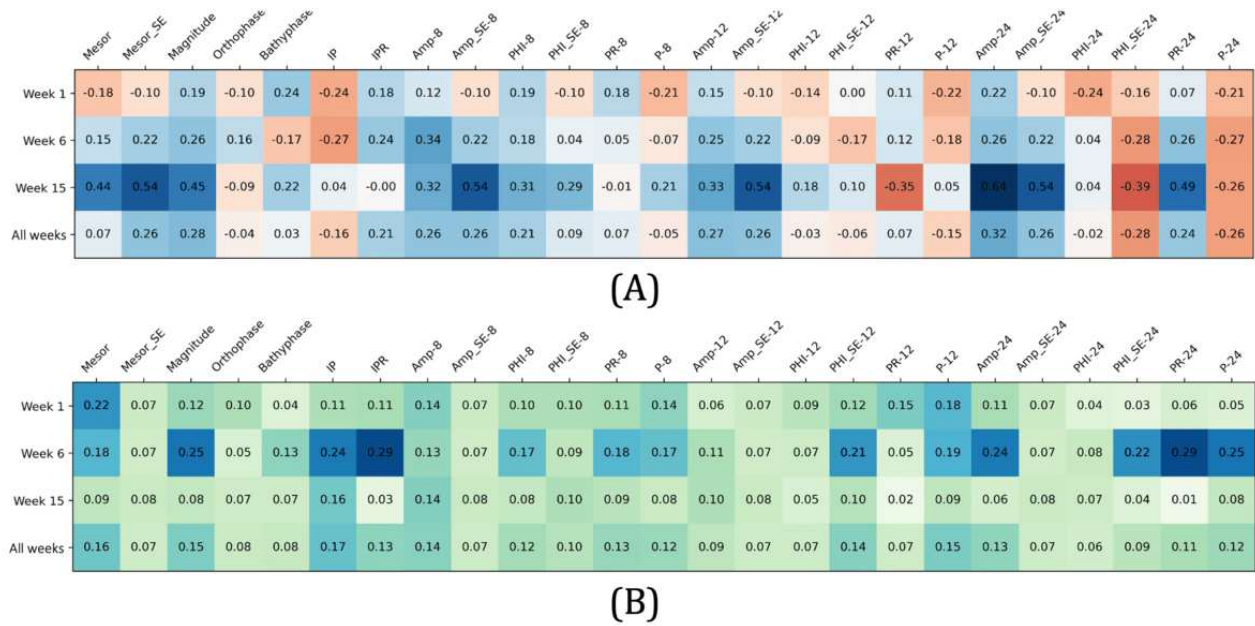 Mesor Mesor_SE Magnitude Orthophase Bathyphase IP IPR Amp-8 Amp_SE-8 PHI-8 PHI_SE-8 PR-8 P-8 Amp-12 Amp_SE-12 PHI-12 PHI_SE-12 PR-12 P-12 Amp-24 Amp_SE-24 PHI-24 PHI_SE-24 PR-24 P-24
Week 1 -0.18 -0.10 0.19 -0.10 0.24 -0.24 0.18 0.12 -0.10 0.19 -0.10 0.18 -0.21 0.15 -0.10 -0.14 0.00 0.11 -0.22 0.22 -0.10 -0.24 -0.16 0.07 -0.21
Week 6 0.15 0.22 0.26 0.16 -0.17 -0.27 0.24 0.34 0.22 0.18 0.04 0.05 -0.07 0.25 0.22 -0.09 -0.17 0.12 -0.18 0.26 0.22 0.04 -0.28 0.26 -0.27
Week 15 0.44 0.54 0.45 -0.09 0.22 0.04 -0.00 0.32 0.54 0.31 0.29 -0.01 0.21 0.33 0.54 0.18 0.10 -0.35 0.05 0.64 0.54 0.04 -0.39 0.49 -0.26
All weeks 0.07 0.26 0.28 -0.04 0.03 -0.16 0.21 0.26 0.26 0.21 0.09 0.07 -0.05 0.27 0.26 -0.03 -0.06 0.07 -0.15 0.32 0.26 -0.02 -0.28 0.24 -0.26
(A)
Mesor Mesor_SE Magnitude Orthophase Bathyphase IP IPR Amp-8 Amp_SE-8 PHI-8 PHI_SE-8 PR-8 P-8 Amp-12 Amp_SE-12 PHI-12 PHI_SE-12 PR-12 P-12 Amp-24 Amp_SE-24 PHI-24 PHI_SE-24 PR-24 P-24
Week 1 0.22 0.07 0.12 0.10 0.04 0.11 0.11 0.14 0.07 0.10 0.10 0.11 0.14 0.06 0.07 0.09 0.12 0.15 0.18 0.11 0.07 0.04 0.03 0.06 0.05
Week 6 0.18 0.07 0.25 0.05 0.13 0.24 0.29 0.13 0.07 0.17 0.09 0.18 0.17 0.11 0.07 0.07 0.21 0.05 0.19 0.24 0.07 0.08 0.22 0.29 0.25
Week 15 0.09 0.08 0.08 0.07 0.07 0.16 0.03 0.14 0.08 0.08 0.10 0.09 0.08 0.10 0.08 0.05 0.10 0.02 0.09 0.06 0.08 0.07 0.04 0.01 0.08
All weeks 0.16 0.07 0.15 0.08 0.08 0.17 0.13 0.14 0.07 0.12 0.10 0.13 0.12 0.09 0.07 0.07 0.14 0.07 0.15 0.13 0.07 0.06 0.09 0.11 0.12
(B)